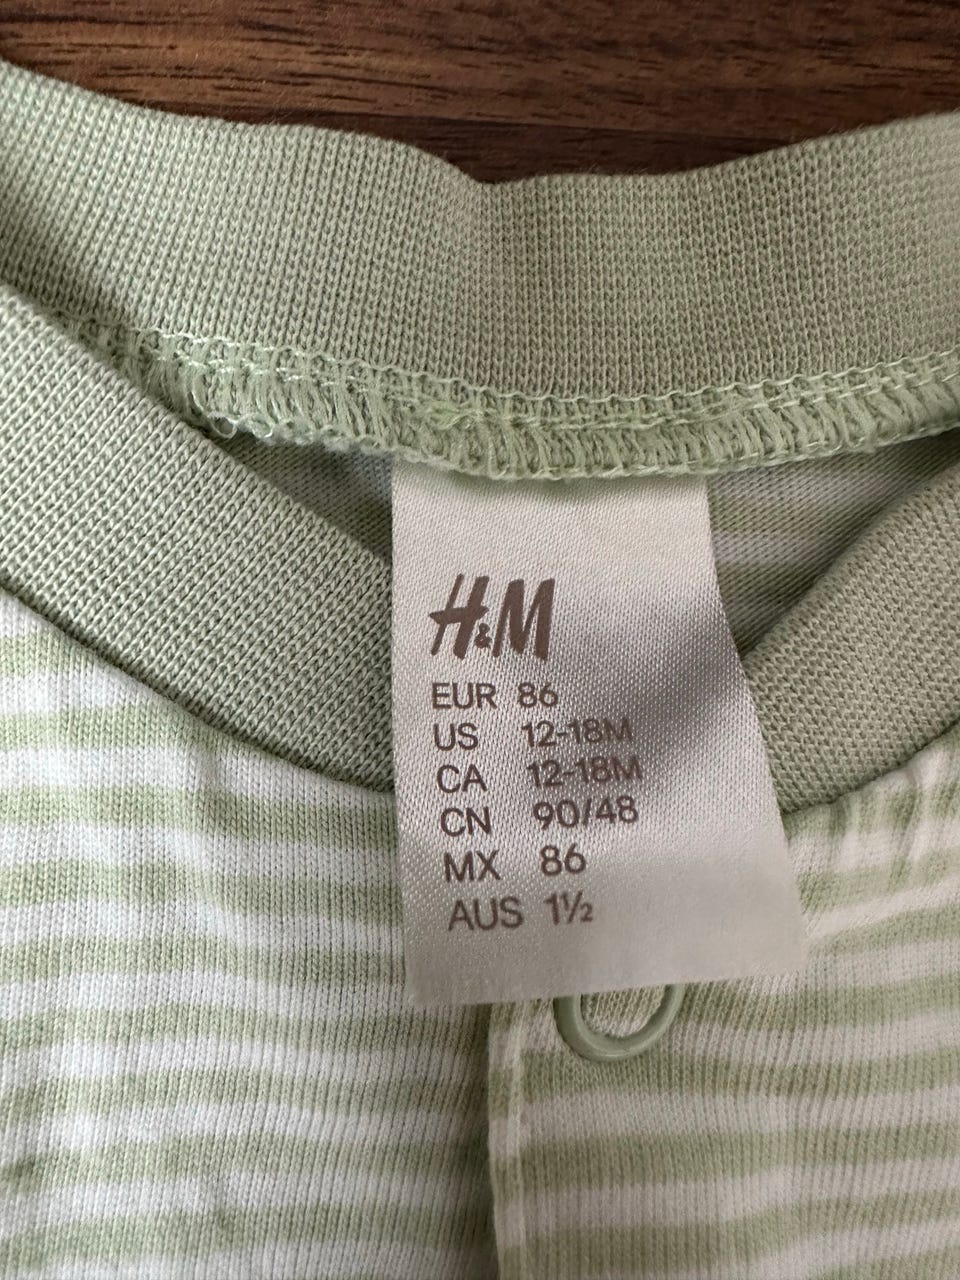 H&M
EUR 86
US 12-18M
CA 12-18M
CN 90/48
MX 86
AUS 1½